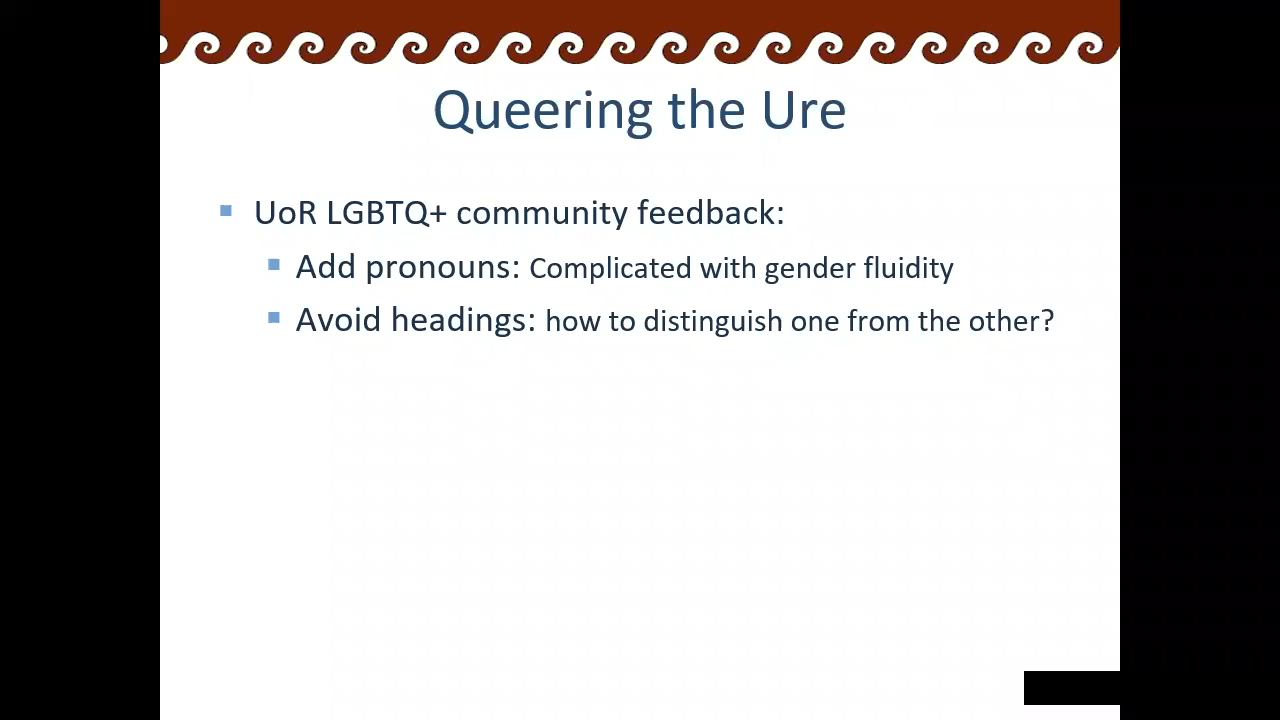 Queering the Ure
UoR LGBTQ+ community feedback:
Add pronouns: Complicated with gender fluidity
Avoid headings: how to distinguish one from the other?